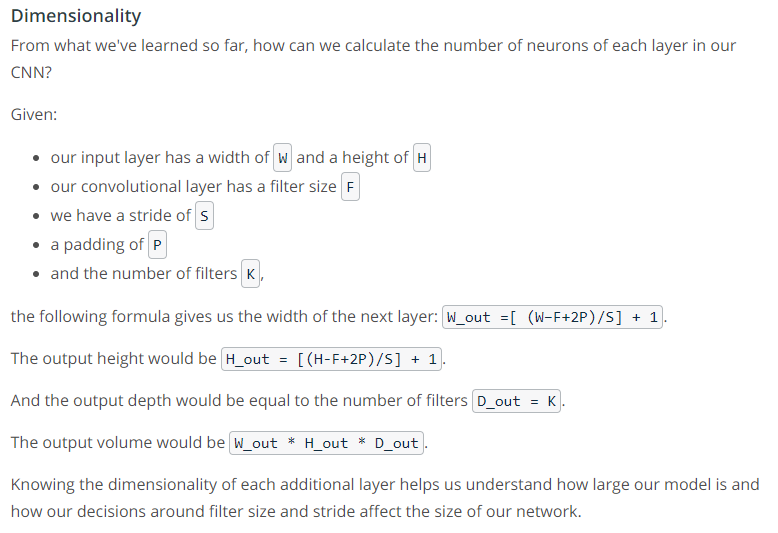 Dimensionality
From what we've learned so far, how can we calculate the number of neurons of each layer in our
CNN?
Given:
• our input layer has a width of W and a height of H
• our convolutional layer has a filter size F
• we have a stride of S
• a padding of P
• and the number of filters K,
the following formula gives us the width of the next layer: W_out =[ (W-F+2P)/S] + 1.
The output height would be H_out = [(H-F+2P)/S] + 1.
And the output depth would be equal to the number of filters D_out = K.
The output volume would be W_out * H_out * D_out.
Knowing the dimensionality of each additional layer helps us understand how large our model is and
how our decisions around filter size and stride affect the size of our network.